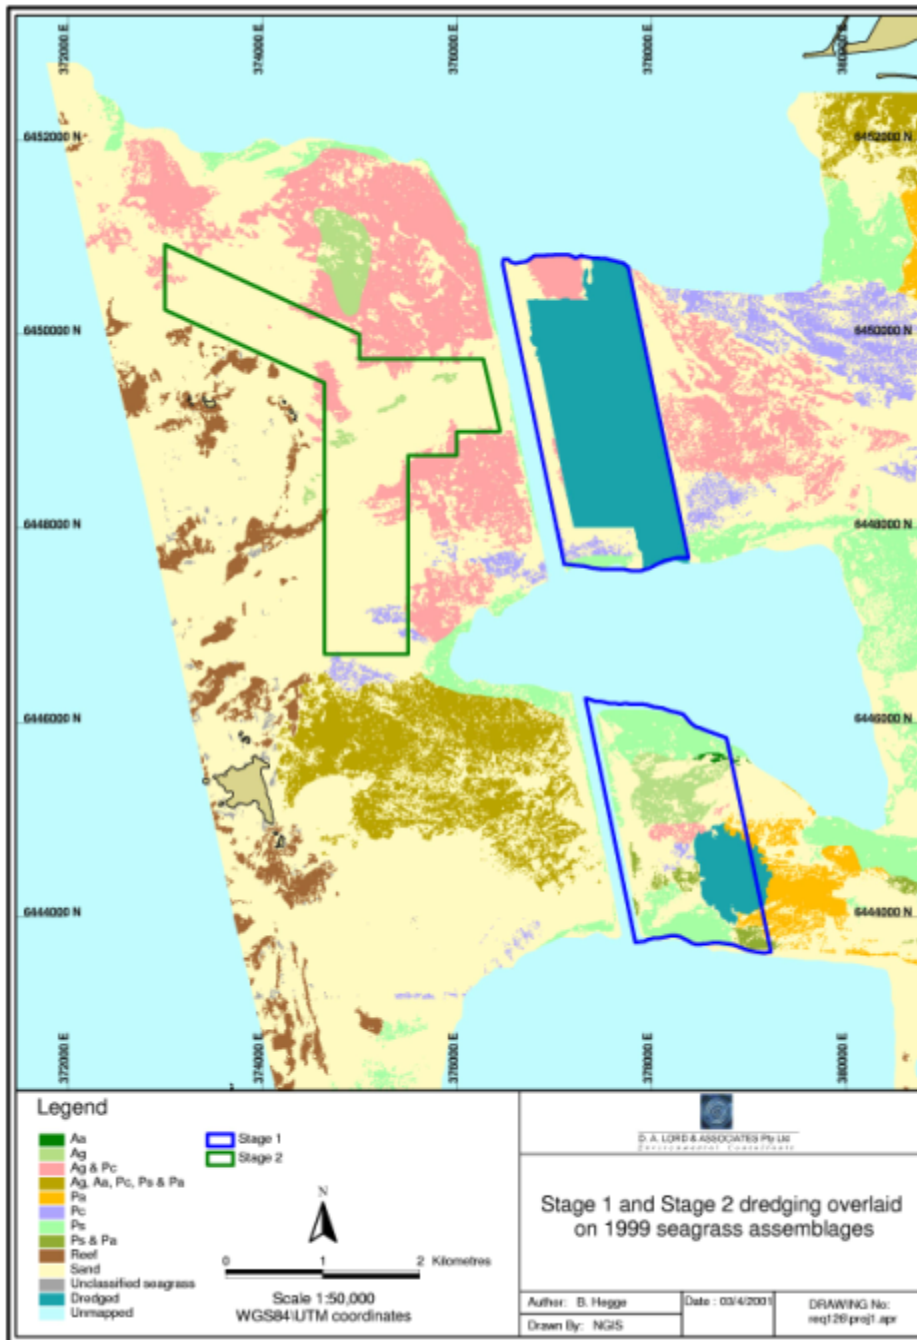 372000 E
374000 E
376000 E
378000 E
380000 E
6452000 N
6452000 N
6450000 N
6450000 N
6448000 N
6448000 N
6446000 N
6446000 N
6444000 N
6444000 N
372000 E
374000 E
376000 E
378000 E
380000 E
Legend
Aa
Ag
Ag & Pc
Ag, Aa, Pc, Ps & Pa
Pa
Pc
Ps
Ps & Pa
Reef
Sand
Unclassified seagrass
Dredged
Unmapped
Stage 1
Stage 2
N
0 1 2 Kilometres
Scale 1:50,000
WGS84\UTM coordinates
D. A. LORD & ASSOCIATES Pty Ltd
Environmental Consultants
Stage 1 and Stage 2 dredging overlaid
on 1999 seagrass assemblages
Author: B. Hegge
Date : 03/4/2001
DRAWING No:
req126\proj1.apr
Drawn By: NGIS